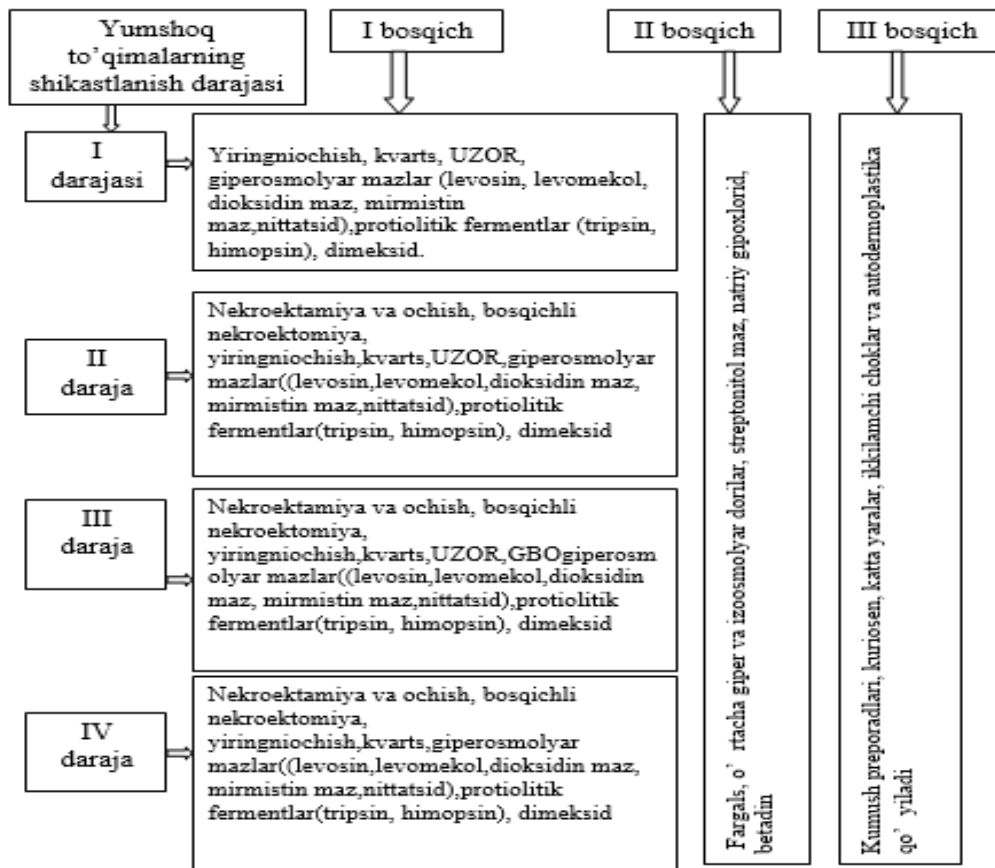 Yumshoq
to’qimalarning
shikastlanish darajasi
I bosqich
II bosqich
III bosqich
I
darajasi
Yiringniochish, kvarts, UZOR,
giperosmolyar mazlar (levosin, levomekol,
dioksidin maz, mirmistin
maz,nittatsid),protiolitik fermentlar (tripsin,
himopsin), dimeksid.
II
daraja
Nekroektamiya va ochish, bosqichli
nekroektomiya,
yiringniochish,kvarts,UZOR,giperosmolyar
mazlar((levosin,levomekol,dioksidin maz,
mirmistin maz,nittatsid),protiolitik
fermentlar(tripsin, himopsin), dimeksid
III
daraja
Nekroektamiya va ochish, bosqichli
nekroektomiya,
yiringniochish,kvarts,UZOR,GBOgiperosm
olyar mazlar((levosin,levomekol,dioksidin
maz, mirmistin maz,nittatsid),protiolitik
fermentlar(tripsin, himopsin), dimeksid
IV
daraja
Nekroektamiya va ochish, bosqichli
nekroektomiya,
yiringniochish,kvarts,giperosmolyar
mazlar((levosin,levomekol,dioksidin maz,
mirmistin maz,nittatsid),protiolitik
fermentlar(tripsin, himopsin), dimeksid
Fargals, o’ rtacha giper va izoosmolyar dorilar, streptonitol maz, natriy gipoxlorid,
betadin
Kumush preporadlari, kuriosen, katta yaralar, ikkilamchi choklar va autodermoplastika
qo’ yiladi